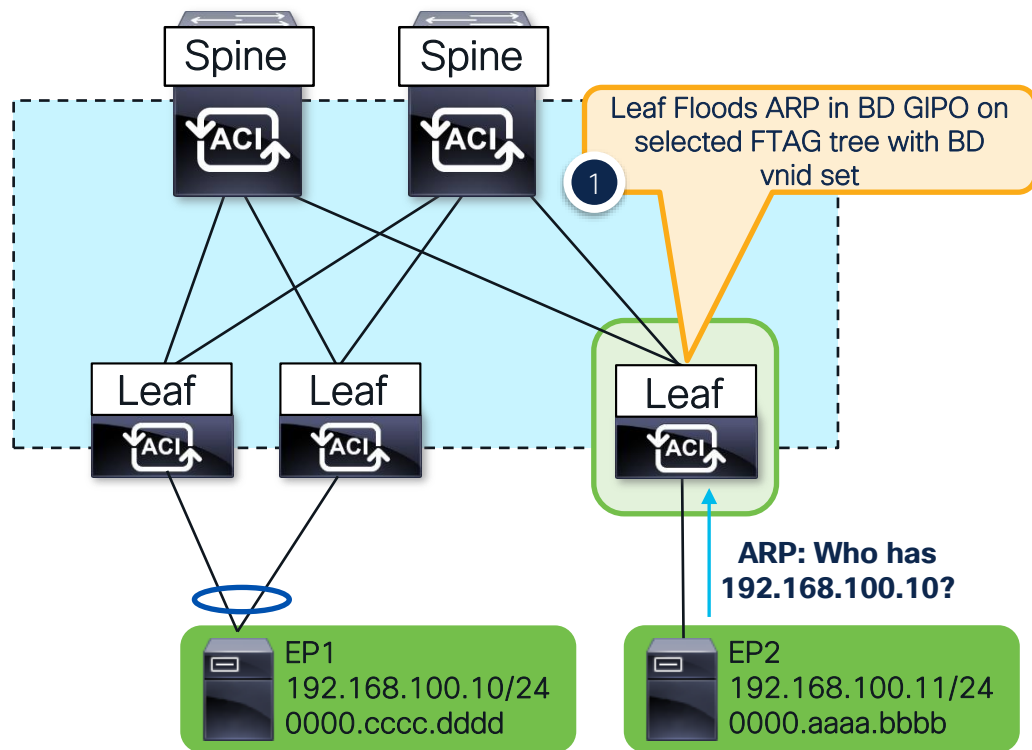 Spine
Spine
ACI
ACI
Leaf Floods ARP in BD GIPO on
selected FTAG tree with BD
vnid set
1
Leaf
Leaf
Leaf
ACI
ACI
ACI
ARP: Who has
192.168.100.10?
EP1
192.168.100.10/24
0000.cccc.dddd
EP2
192.168.100.11/24
0000.aaaa.bbbb